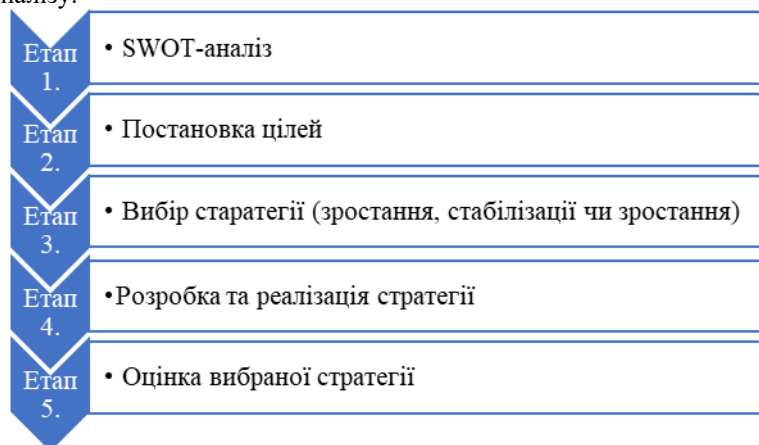 налізу.
Етап
1.
• SWOT-аналіз
Етап
2.
• Постановка цілей
Етап
3.
• Вибір старатегії (зростання, стабілізації чи зростання)
Етап
4.
•Розробка та реалізація стратегії
Етап
5.
• Оцінка вибраної стратегії